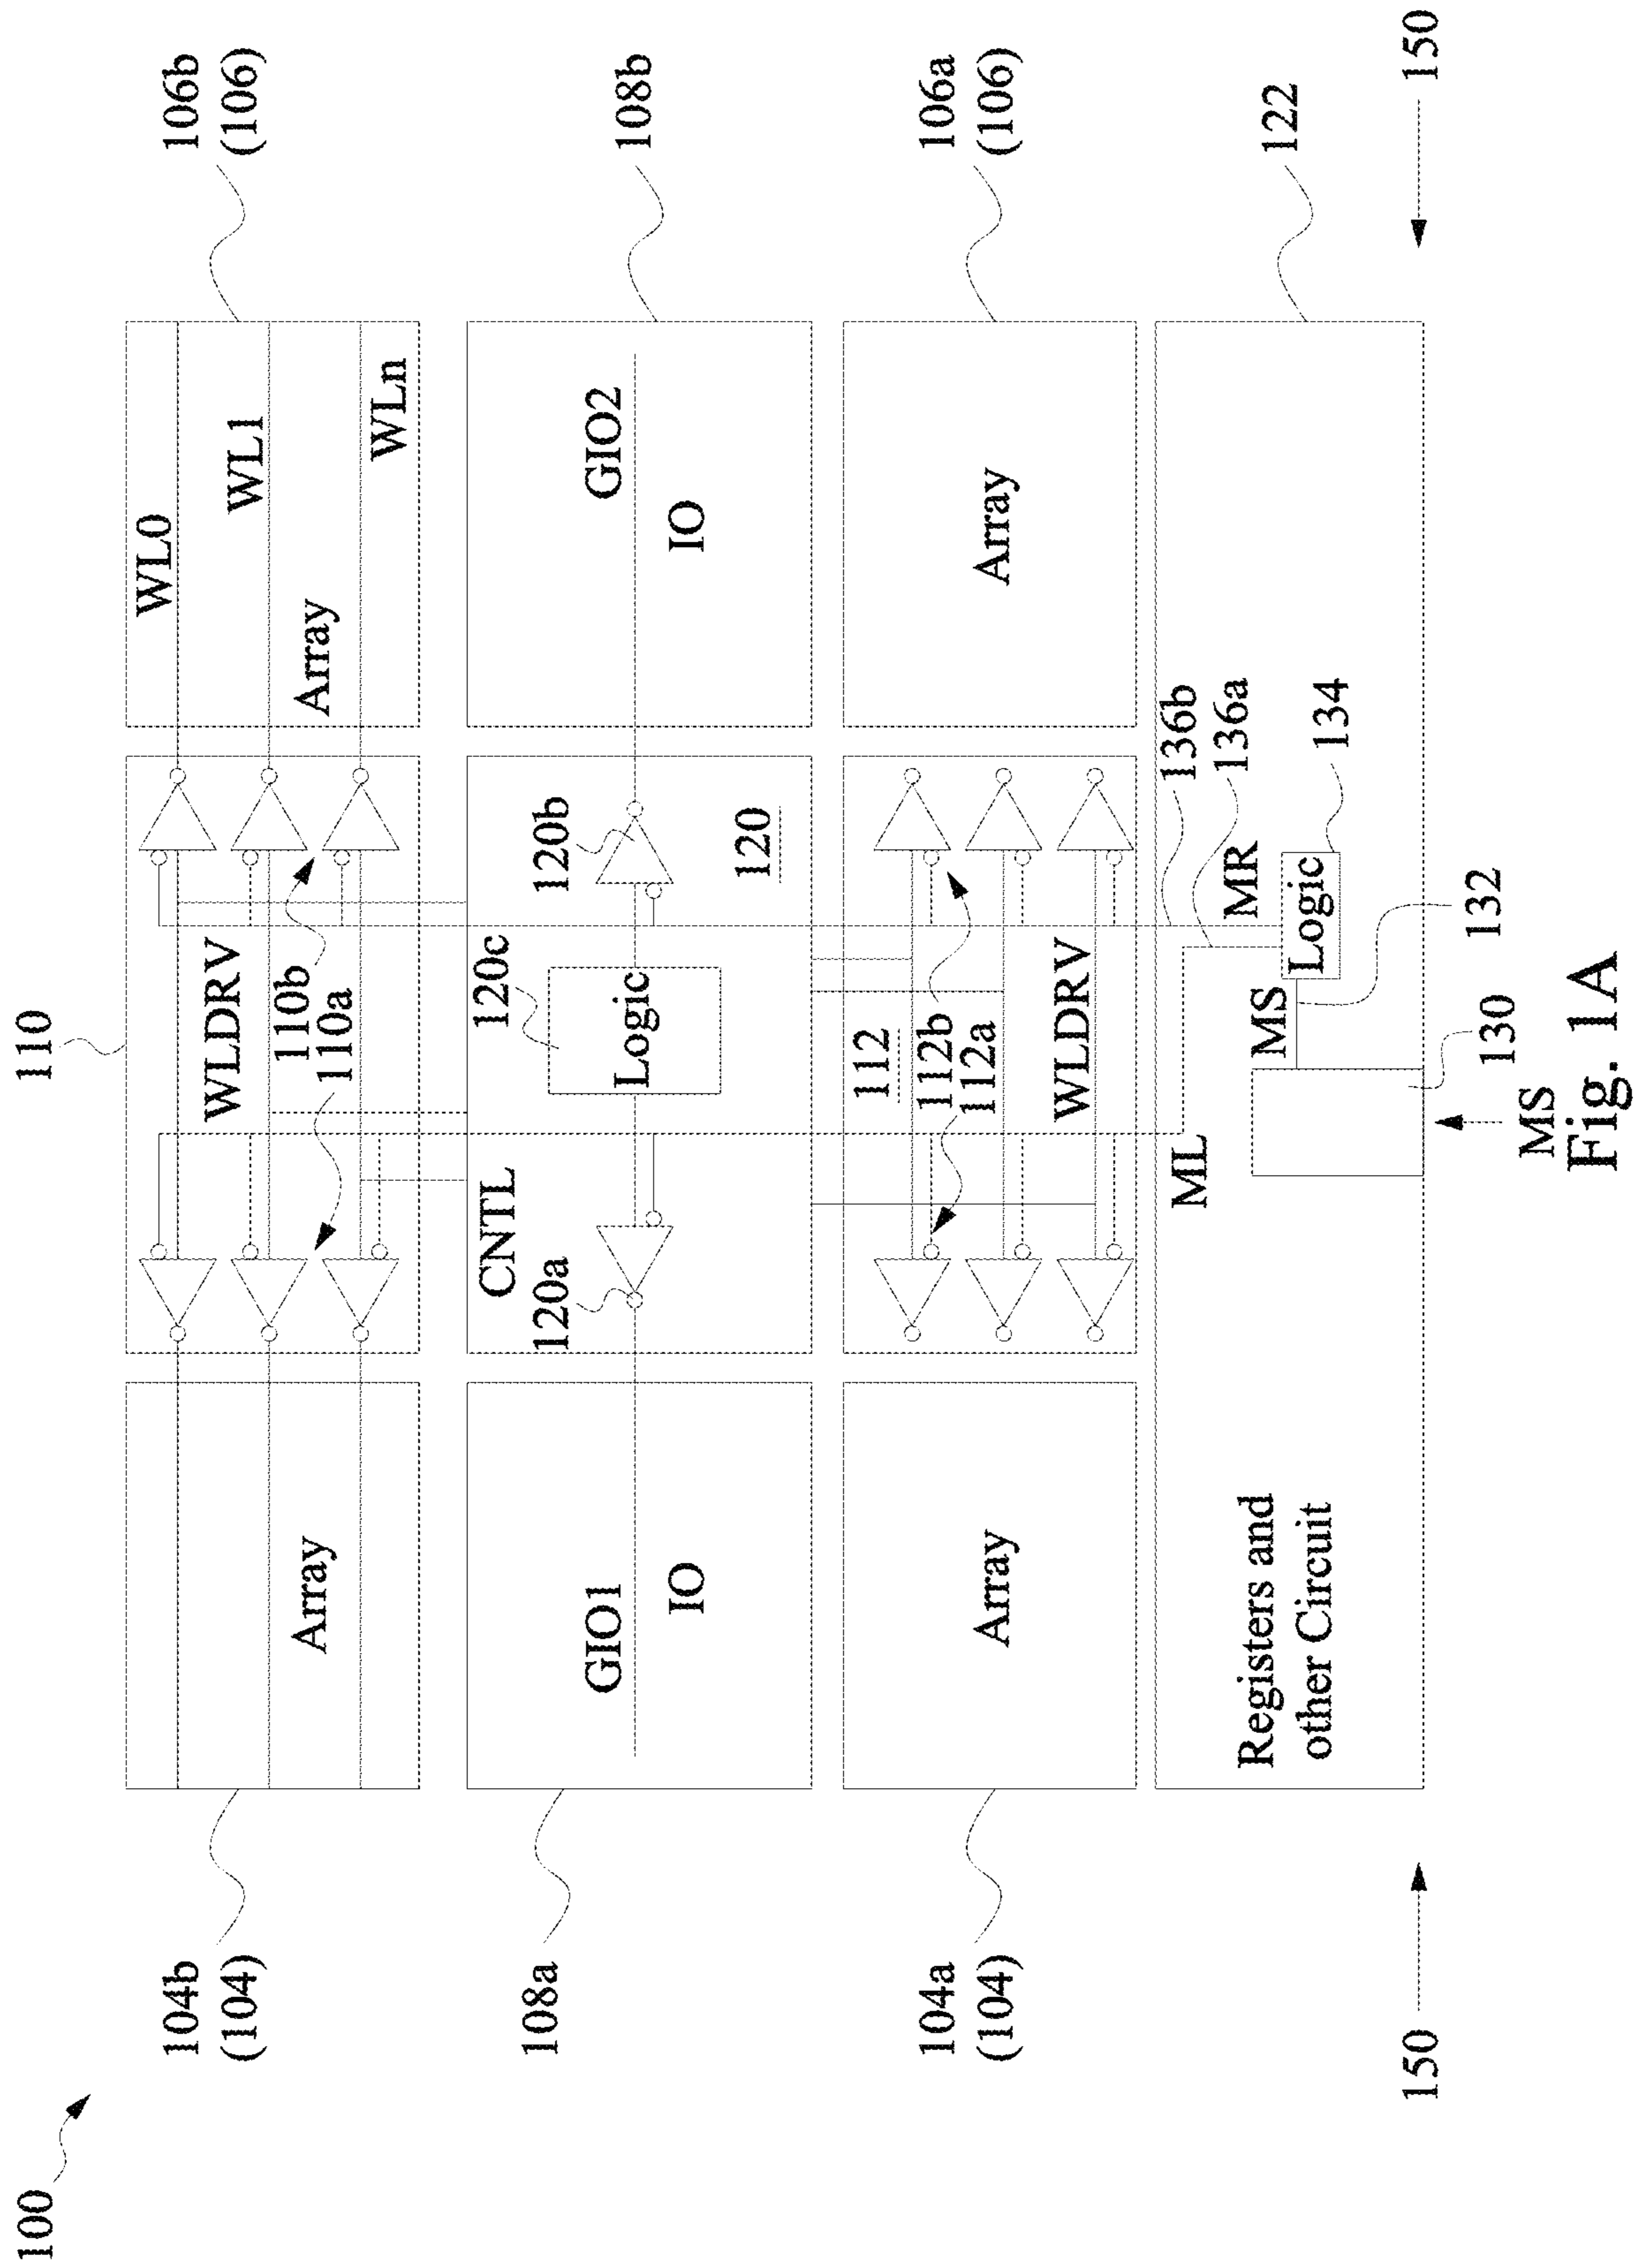 100
110
104b
(104)
106b
(106)
WL0
WL1
WLn
Array
Array
WLDRV
110b
110a
108a
108b
GIO1
IO
CNTL
120a
120c
Logic
120b
120
GIO2
IO
104a
(104)
106a
(106)
Array
Array
112
112b
112a
WLDRV
ML
MR
136b
136a
122
Registers and
other Circuit
MS
Logic
134
132
130
150
150
MS
Fig. 1A